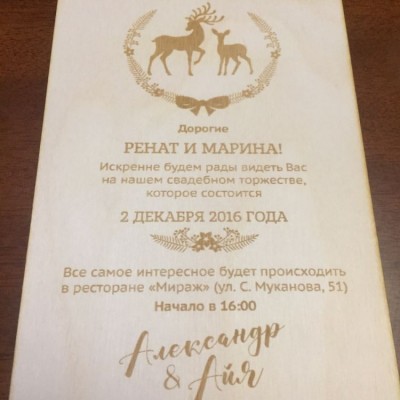 Дорогие
РЕНАТ И МАРИНА!
Искренне будем рады видеть Вас
на нашем свадебном торжестве,
которое состоится
2 ДЕКАБРЯ 2016 ГОДА
Все самое интересное будет происходить
в ресторане «Мираж» (ул. С. Муканова, 51)
Начало в 16:00
Александр
& Айя